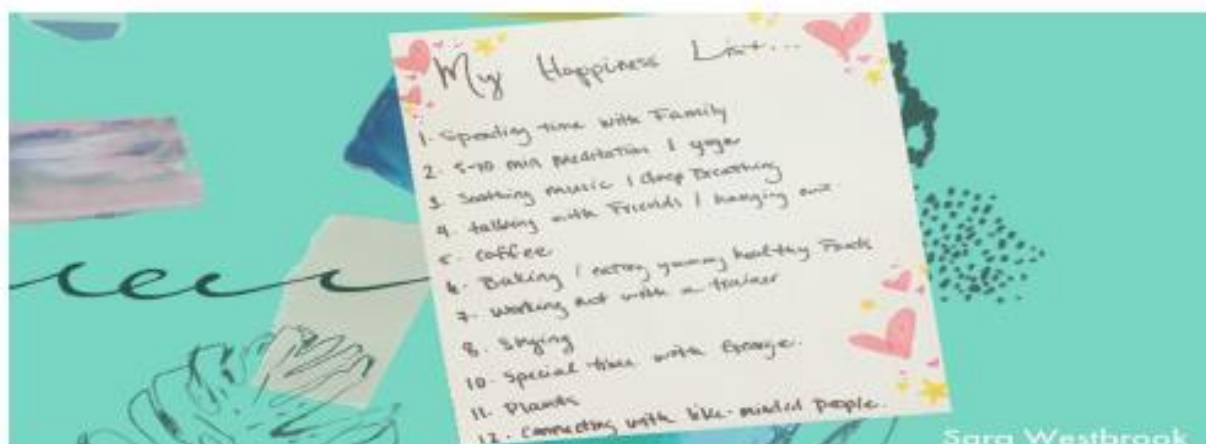 My Happiness List...
1. Spending time with Family
2. 5-10 min meditation / yoga
3. Soothing music / deep Breathing
4. talking with Friends / hanging out.
5. coffee
6. Baking / eating yummy healthy Foods
7. working out with a trainer
8. Singing
10. Special time with George.
11. Plants
12. Connecting with like-minded People.
Sara Westbrook